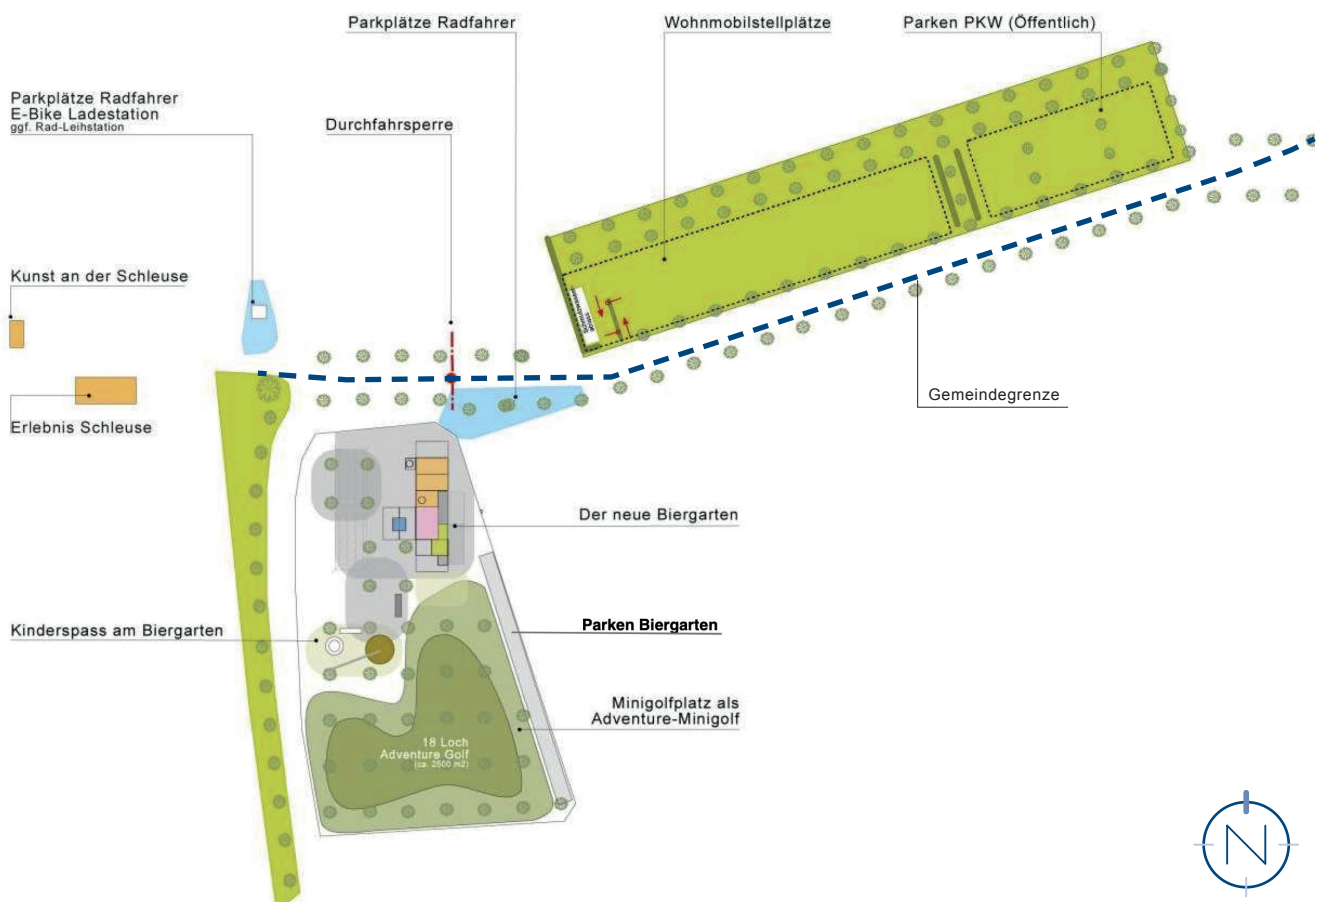 Parkplätze Radfahrer
Wohnmobilstellplätze
Parken PKW (Öffentlich)
Parkplätze Radfahrer
E-Bike Ladestation
ggf. Rad-Leihstation
Durchfahrsperre
Kunst an der Schleuse
Erlebnis Schleuse
Gemeindegrenze
Der neue Biergarten
Kinderspass am Biergarten
Parken Biergarten
Minigolfplatz als
Adventure-Minigolf
18 Loch
Adventure Golf
(ca. 2500 m2)
N